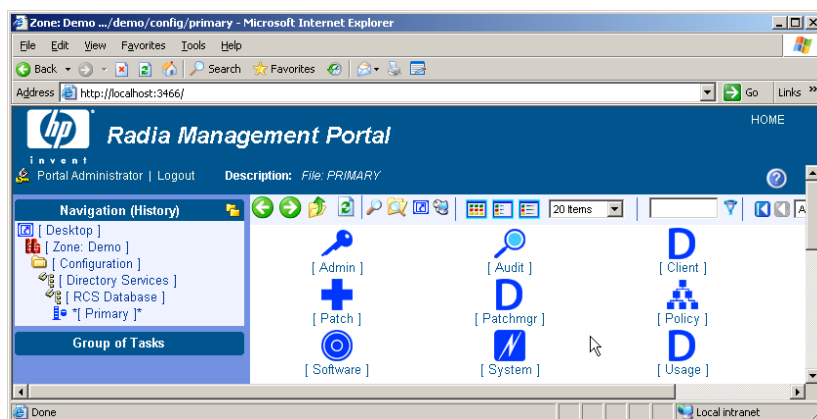 Zone: Demo .../demo/config/primary - Microsoft Internet Explorer
File Edit View Favorites Tools Help
Back Search Favorites
Address http://localhost:3466/ Go Links »
HOME
hp Radia Management Portal
invent
Portal Administrator | Logout Description: File: PRIMARY ?
Navigation (History)
20 Items A
[ Desktop ]
[ Zone: Demo ]
[ Configuration ]
[ Directory Services ]
[ RCS Database ]
*[ Primary ]*
Group of Tasks
[ Admin ] [ Audit ] D [ Client ]
[ Patch ] D [ Patchmgr ] [ Policy ]
[ Software ] [ System ] D [ Usage ]
Done Local intranet